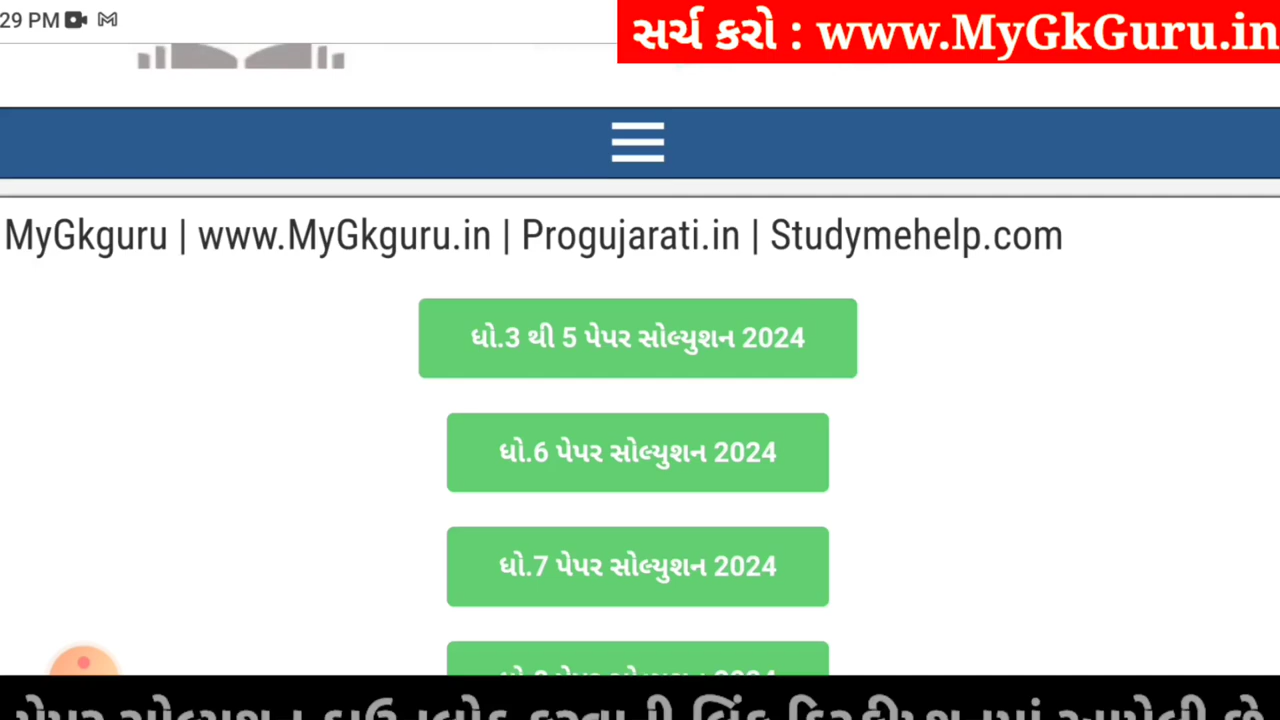 29 PM
સર્ચ કરો : www.MyGkGuru.in
MyGkguru | www.MyGkguru.in | Progujarati.in | Studymehelp.com
ધો.3 થી 5 પેપર સોલ્યુશન 2024
ધો.6 પેપર સોલ્યુશન 2024
ધો.7 પેપર સોલ્યુશન 2024